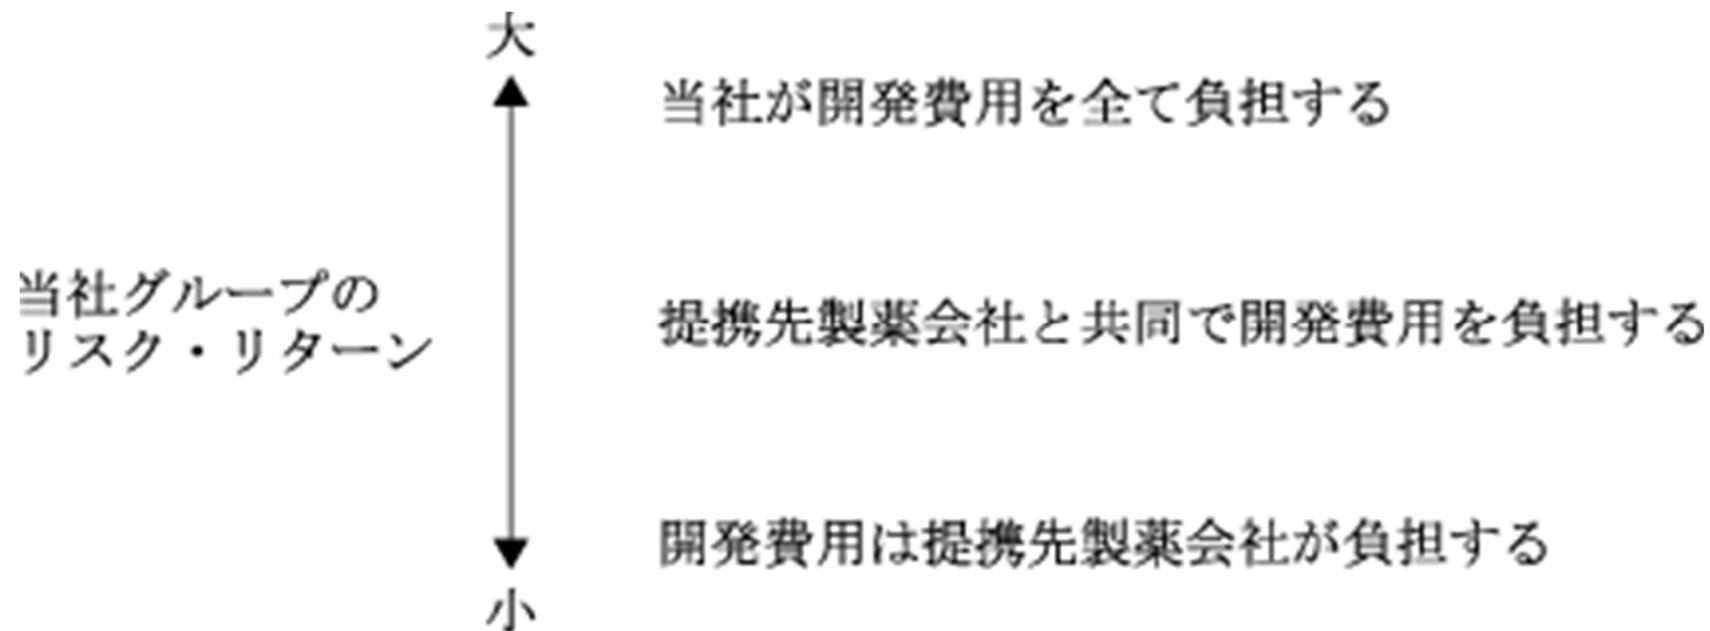 大
当社が開発費用を全て負担する
当社グループの
リスク・リターン
提携先製薬会社と共同で開発費用を負担する
開発費用は提携先製薬会社が負担する
小